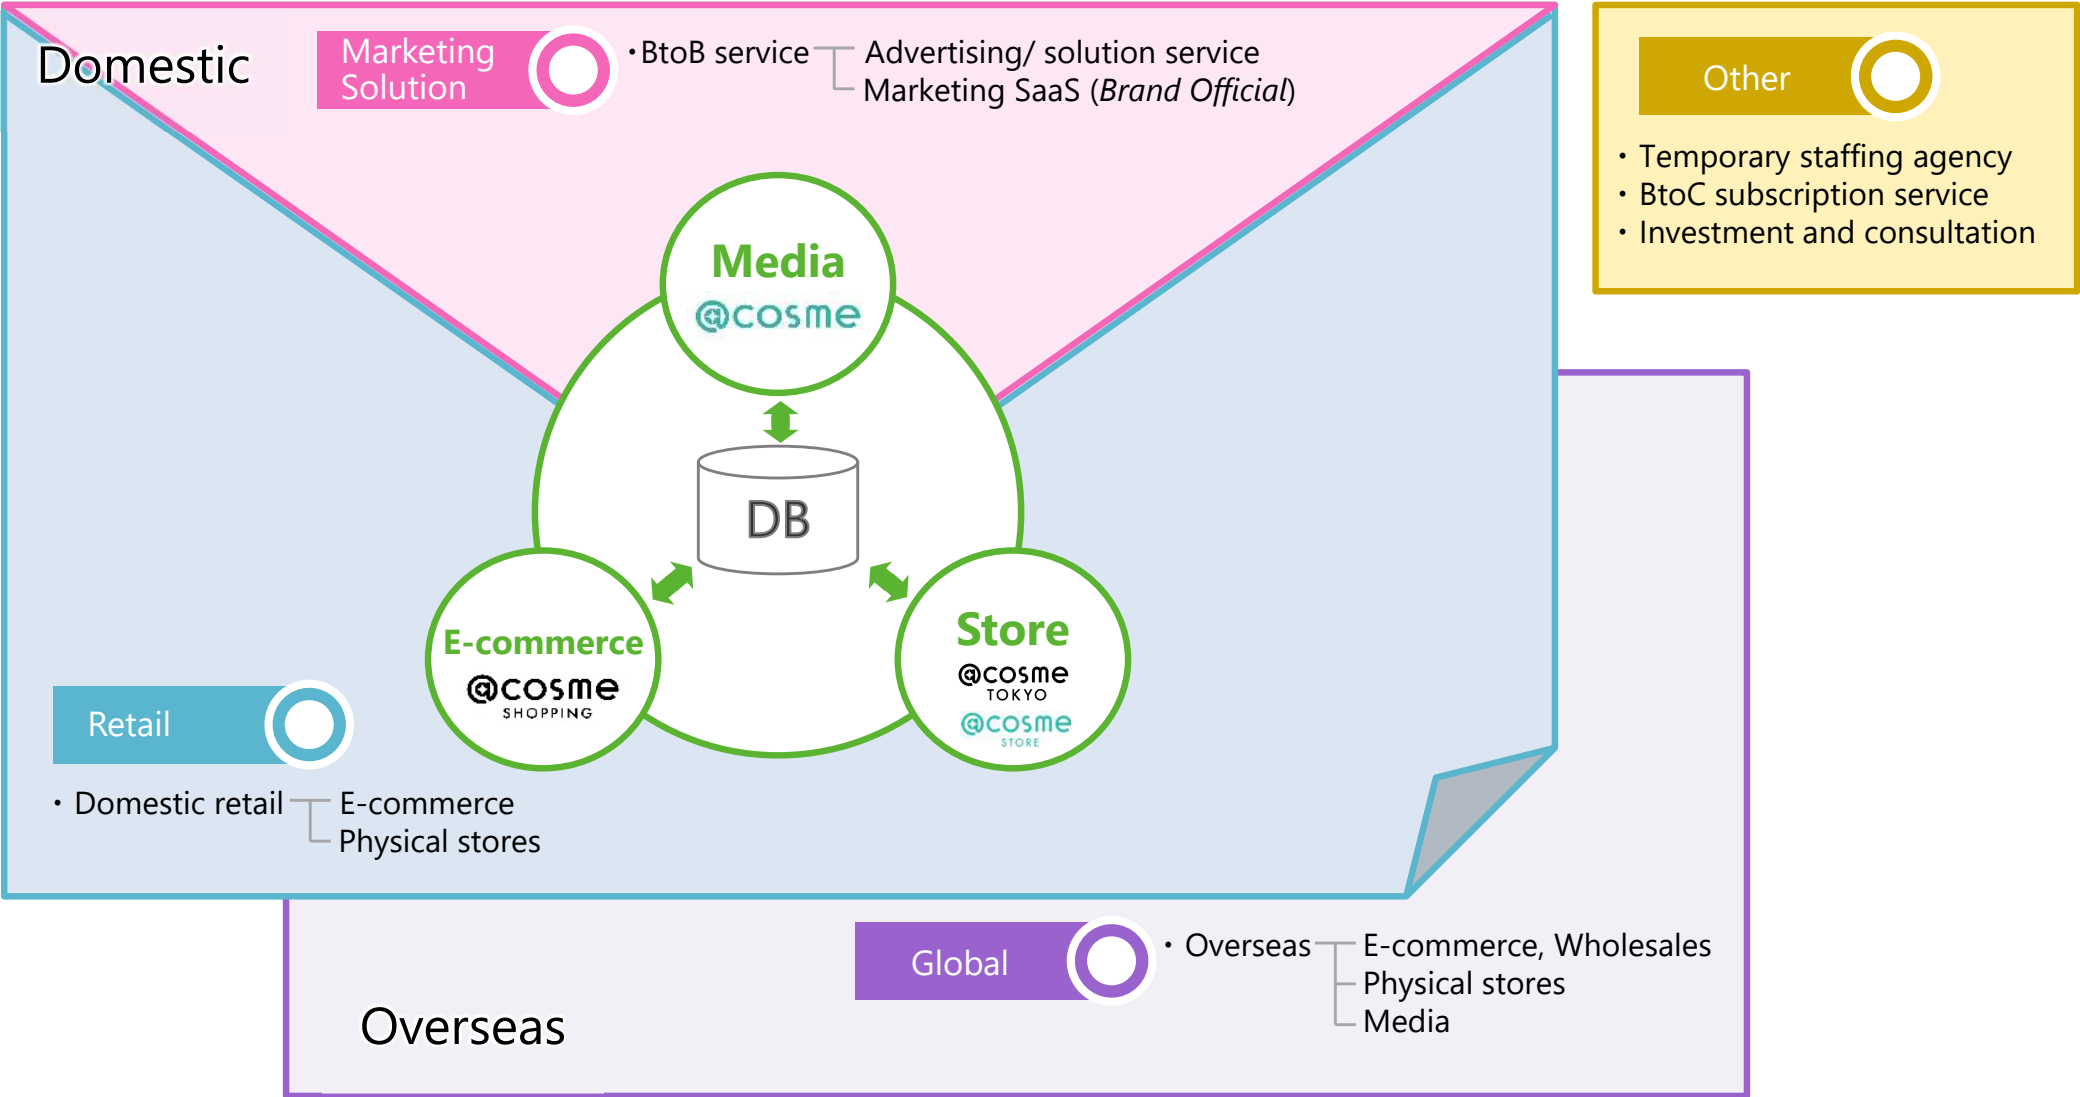 Domestic
Marketing
Solution
・BtoB service
Advertising/ solution service
Marketing SaaS (Brand Official)
Other
・Temporary staffing agency
・BtoC subscription service
・Investment and consultation
Media
@cosme
DB
E-commerce
@cosme
SHOPPING
Store
@cosme
TOKYO
@cosme
STORE
Retail
・Domestic retail
E-commerce
Physical stores
Global
・Overseas
E-commerce, Wholesales
Physical stores
Media
Overseas